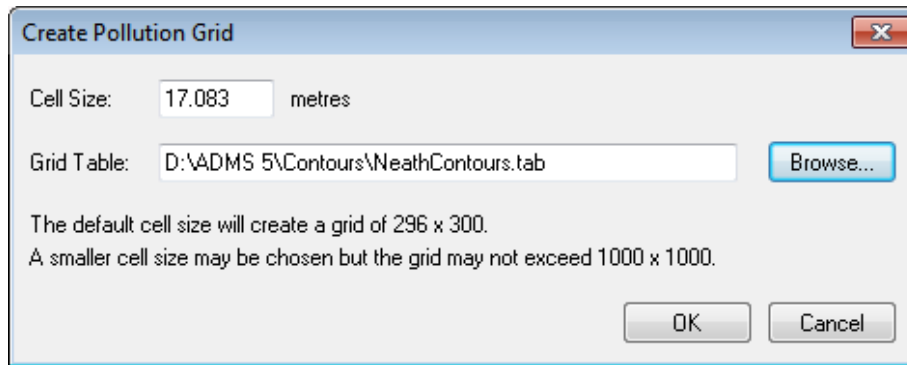 Create Pollution Grid
Cell Size: 17.083 metres
Grid Table: D:\ADMS 5\Contours\NeathContours.tab Browse...
The default cell size will create a grid of 296 x 300.
A smaller cell size may be chosen but the grid may not exceed 1000 x 1000.
OK Cancel